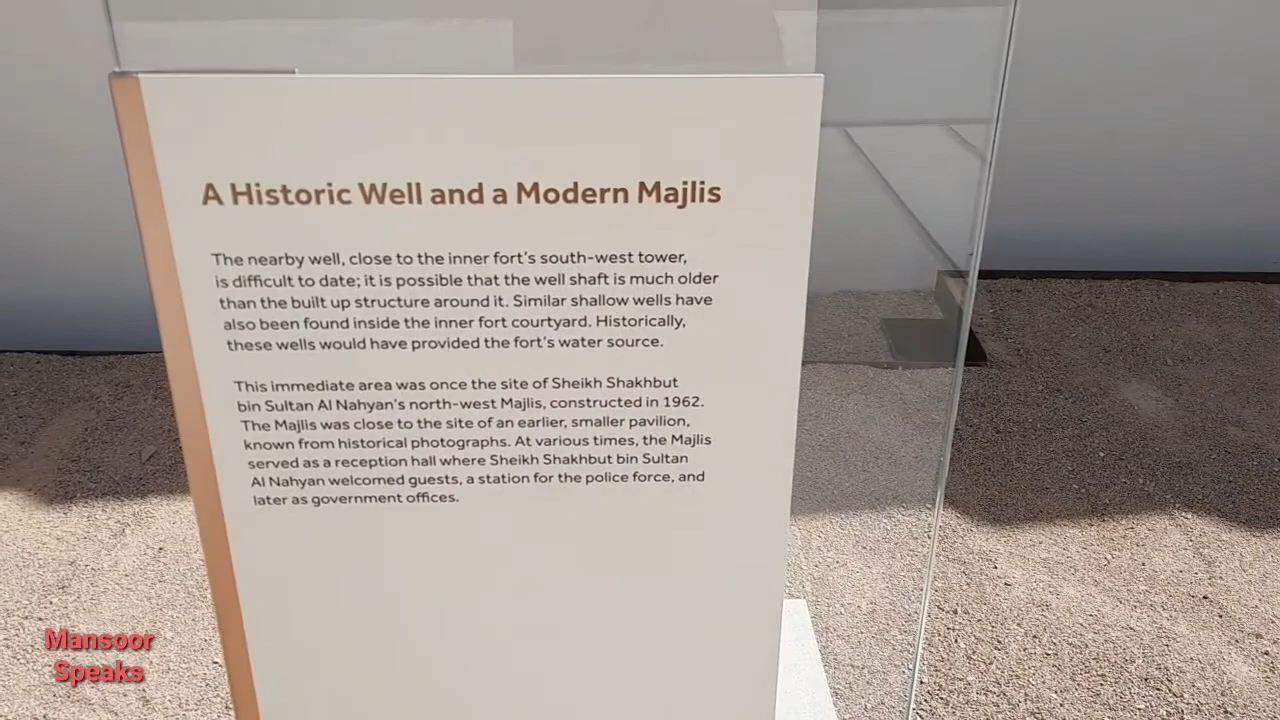 A Historic Well and a Modern Majlis
The nearby well, close to the inner fort's south-west tower,
is difficult to date; it is possible that the well shaft is much older
than the built up structure around it. Similar shallow wells have
also been found inside the inner fort courtyard. Historically,
these wells would have provided the fort's water source.
This immediate area was once the site of Sheikh Shakhbut
bin Sultan Al Nahyan's north-west Majlis, constructed in 1962.
The Majlis was close to the site of an earlier, smaller pavilion,
known from historical photographs. At various times, the Majlis
served as a reception hall where Sheikh Shakhbut bin Sultan
Al Nahyan welcomed guests, a station for the police force, and
later as government offices.
Mansoor
Speaks